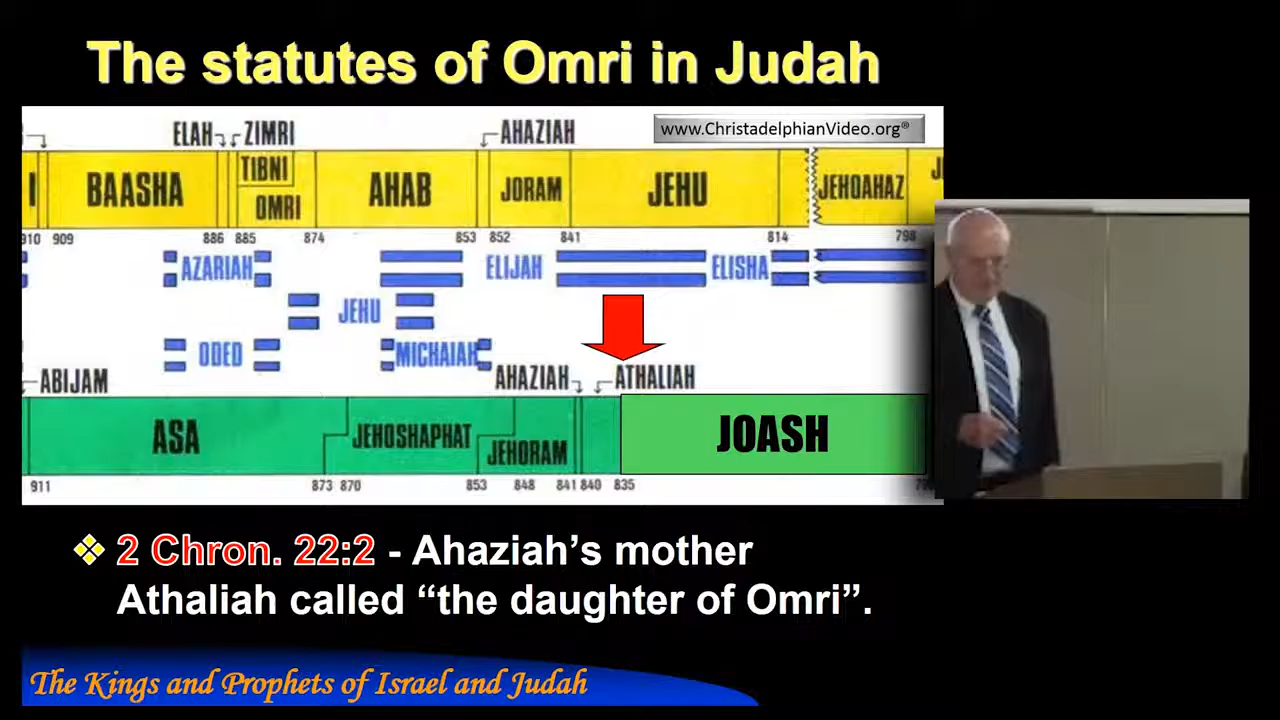 The statutes of Omri in Judah
www.ChristadelphianVideo.org®
ELAH ZIMRI AHAZIAH
BAASHA TIBNI OMRI AHAB JORAM JEHU JEHOAHAZ
910 909 886 885 874 853 852 841 814 798
AZARIAH ELIJAH ELISHA
JEHU
ODED MICHAIAH
ABIJAM AHAZIAH ATHALIAH
ASA JEHOSHAPHAT JEHORAM JOASH
911 873 870 853 848 841 840 835
❖ 2 Chron. 22:2 - Ahaziah’s mother
Athaliah called “the daughter of Omri”.
The Kings and Prophets of Israel and Judah